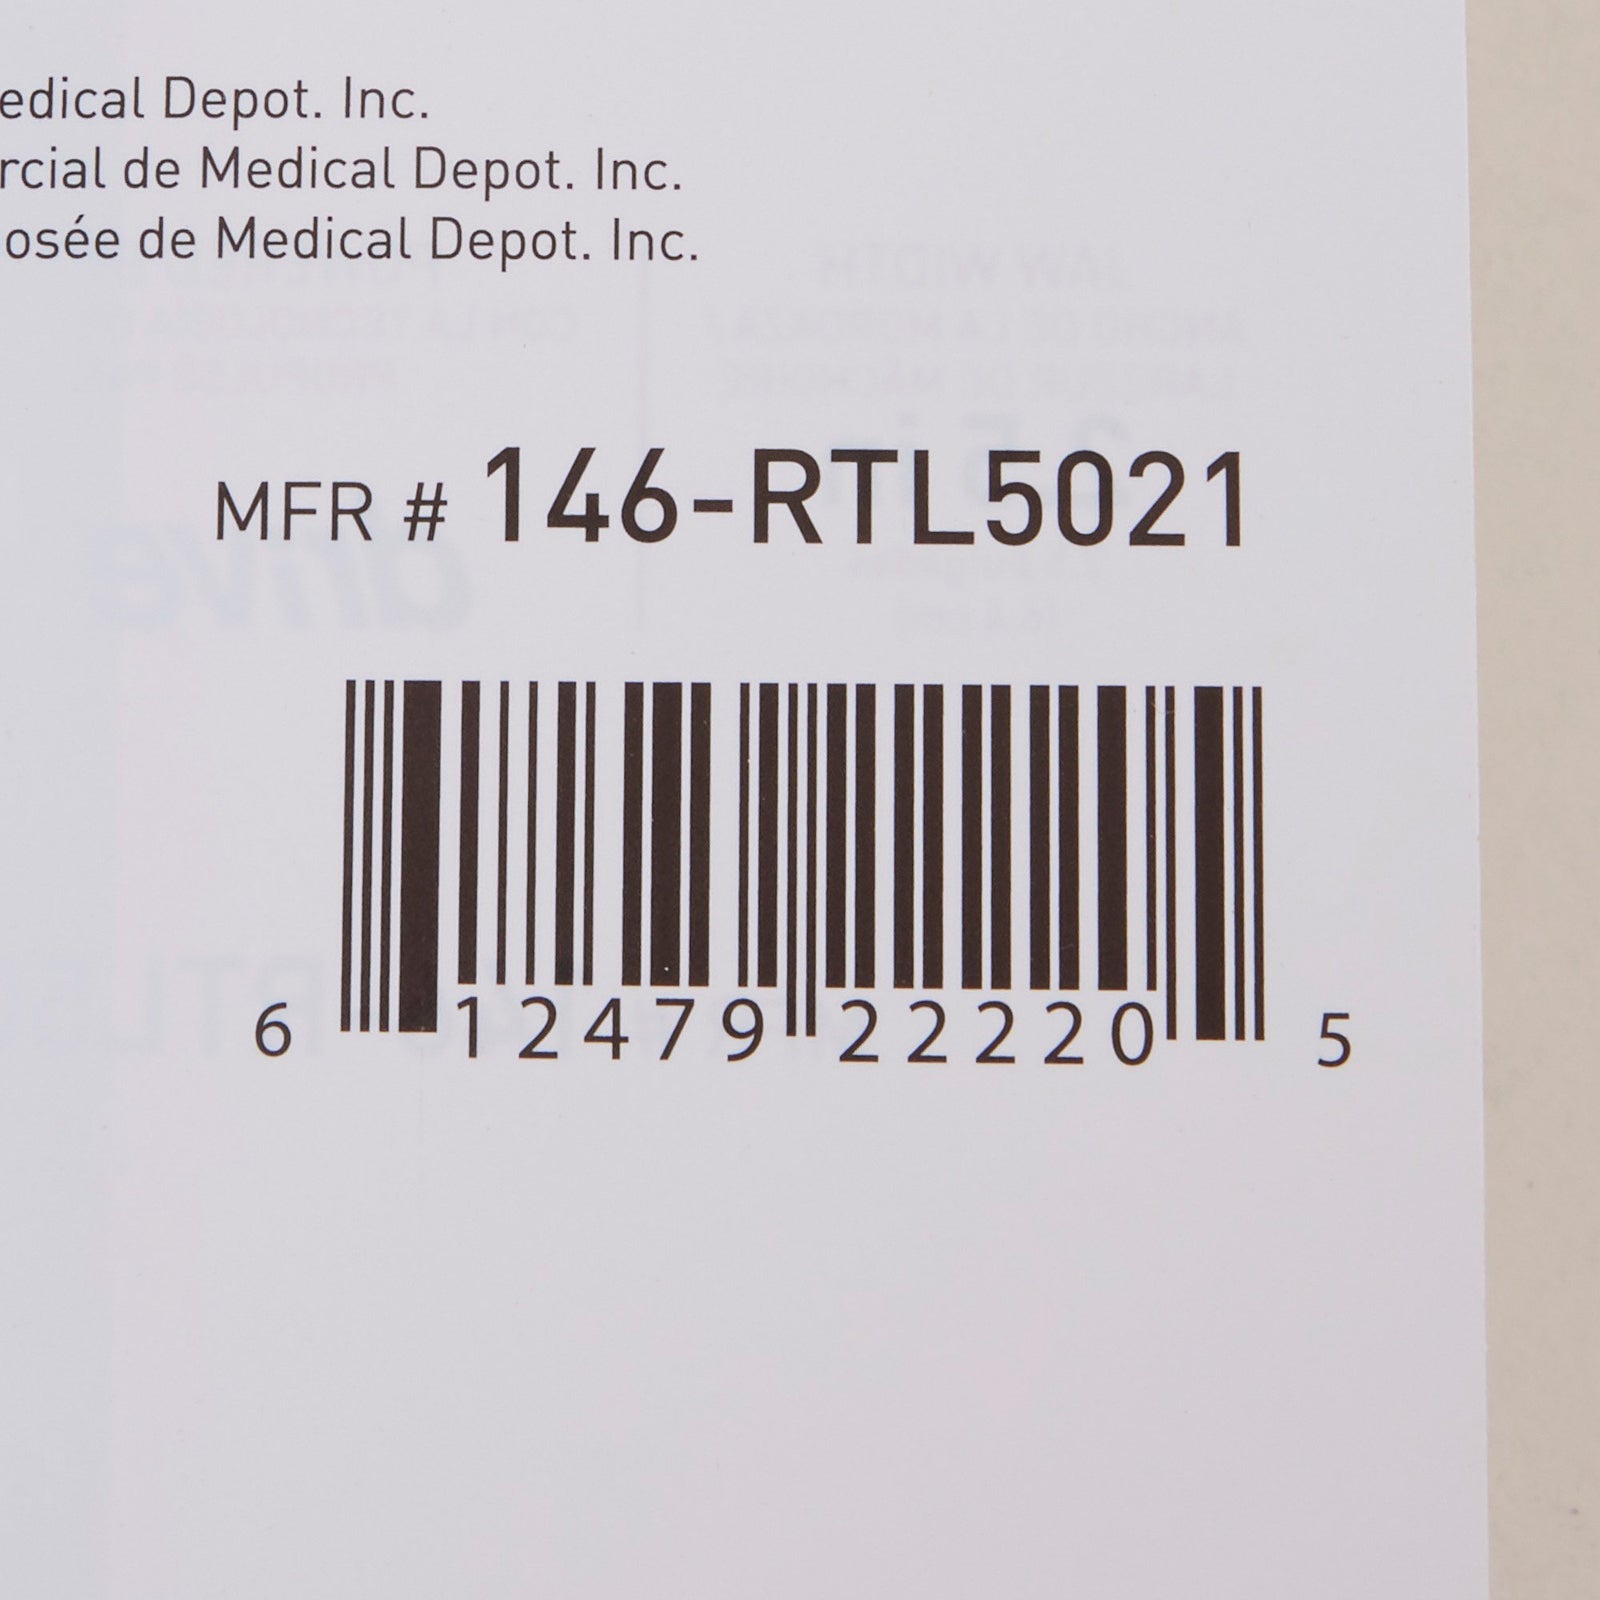 edical Depot. Inc.
rcial de Medical Depot. Inc.
osée de Medical Depot. Inc.
MFR # 146-RTL5021
6 12479 22220 5